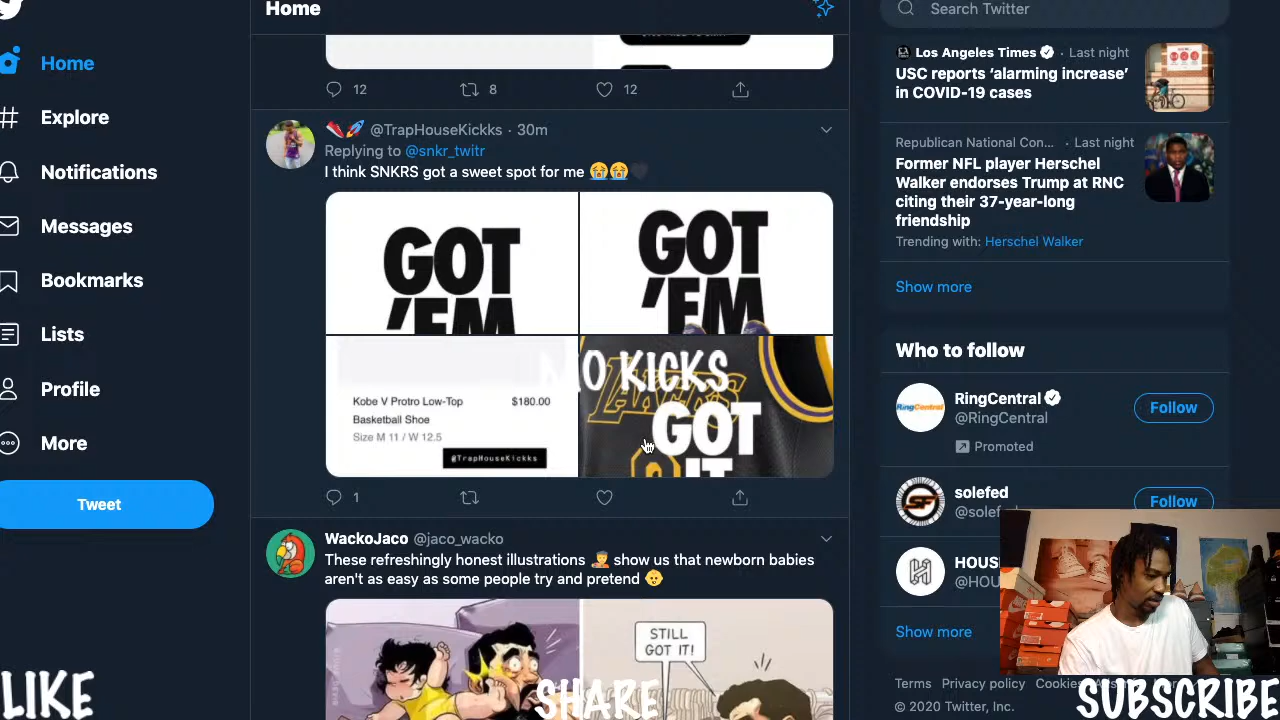 Home
Search Twitter
Home
Explore
Notifications
Messages
Bookmarks
Lists
Profile
More
Tweet
12
8
12
@TrapHouseKickks · 30m
Replying to @snkr_twitr
I think SNKRS got a sweet spot for me 😭😭🖤
GOT
'EM
GOT
'EM
Kobe V Protro Low-Top
$180.00
Basketball Shoe
Size M 11 / W 12.5
@TrapHouseKickks
KICKS
LAKERS
GOT
IT
1
WackoJaco @jaco_wacko
These refreshingly honest illustrations show us that newborn babies
aren't as easy as some people try and pretend
STILL
GOT IT!
Los Angeles Times · Last night
USC reports 'alarming increase'
in COVID-19 cases
Republican National Con... · Last night
Former NFL player Herschel
Walker endorses Trump at RNC
citing their 37-year-long
friendship
Trending with: Herschel Walker
Show more
Who to follow
RingCentral
@RingCentral
Follow
Promoted
RingCentral
solefed
Follow
SF
Show more
Terms Privacy policy
© 2020 Twitter, Inc.
LIKE
SHARE
SUBSCRIBE